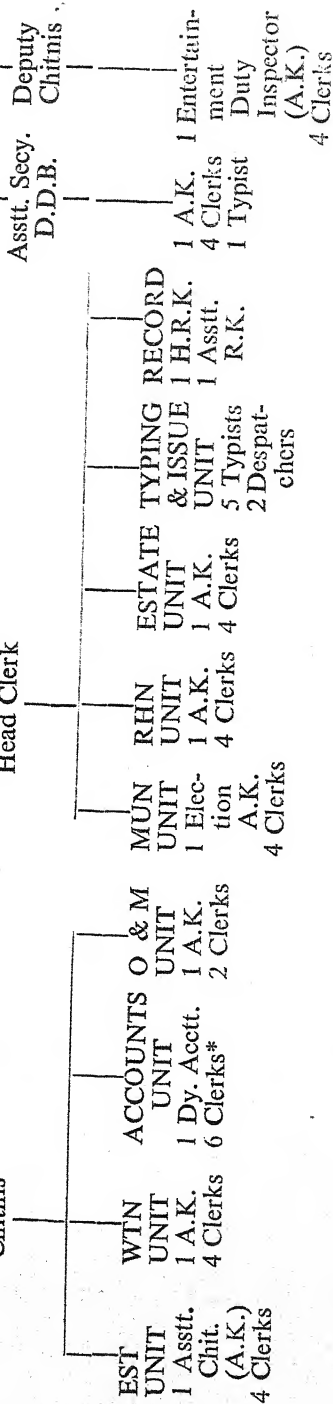 Chitnis
EST
UNIT
1 Asstt.
Chit.
(A.K.)
4 Clerks
WTN
UNIT
1 A.K.
4 Clerks
ACCOUNTS
UNIT
1 Dy. Acctt.
6 Clerks*
O & M
UNIT
1 A.K.
2 Clerks
Head Clerk
MUN
UNIT
1 Elec-
tion
A.K.
4 Clerks
RHN
UNIT
1 A.K.
4 Clerks
ESTATE
UNIT
1 A.K.
4 Clerks
TYPING
& ISSUE
UNIT
5 Typists
2 Despat-
chers
RECORD
1 H.R.K.
1 Asstt.
R.K.
Asstt. Secy.
D.D.B.
1 A.K.
4 Clerks
1 Typist
Deputy
Chitnis
1 Entertain-
ment
Duty
Inspector
(A.K.)
4 Clerks